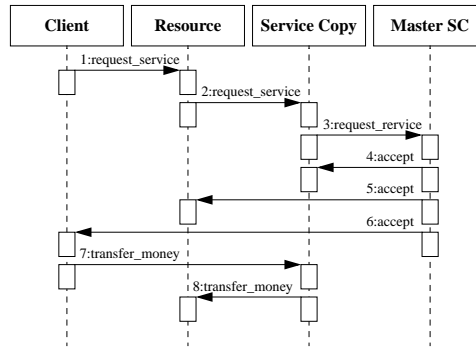 Client Resource Service Copy Master SC
1:request_service
2:request_service
3:request_rervice
4:accept
5:accept
6:accept
7:transfer_money
8:transfer_money